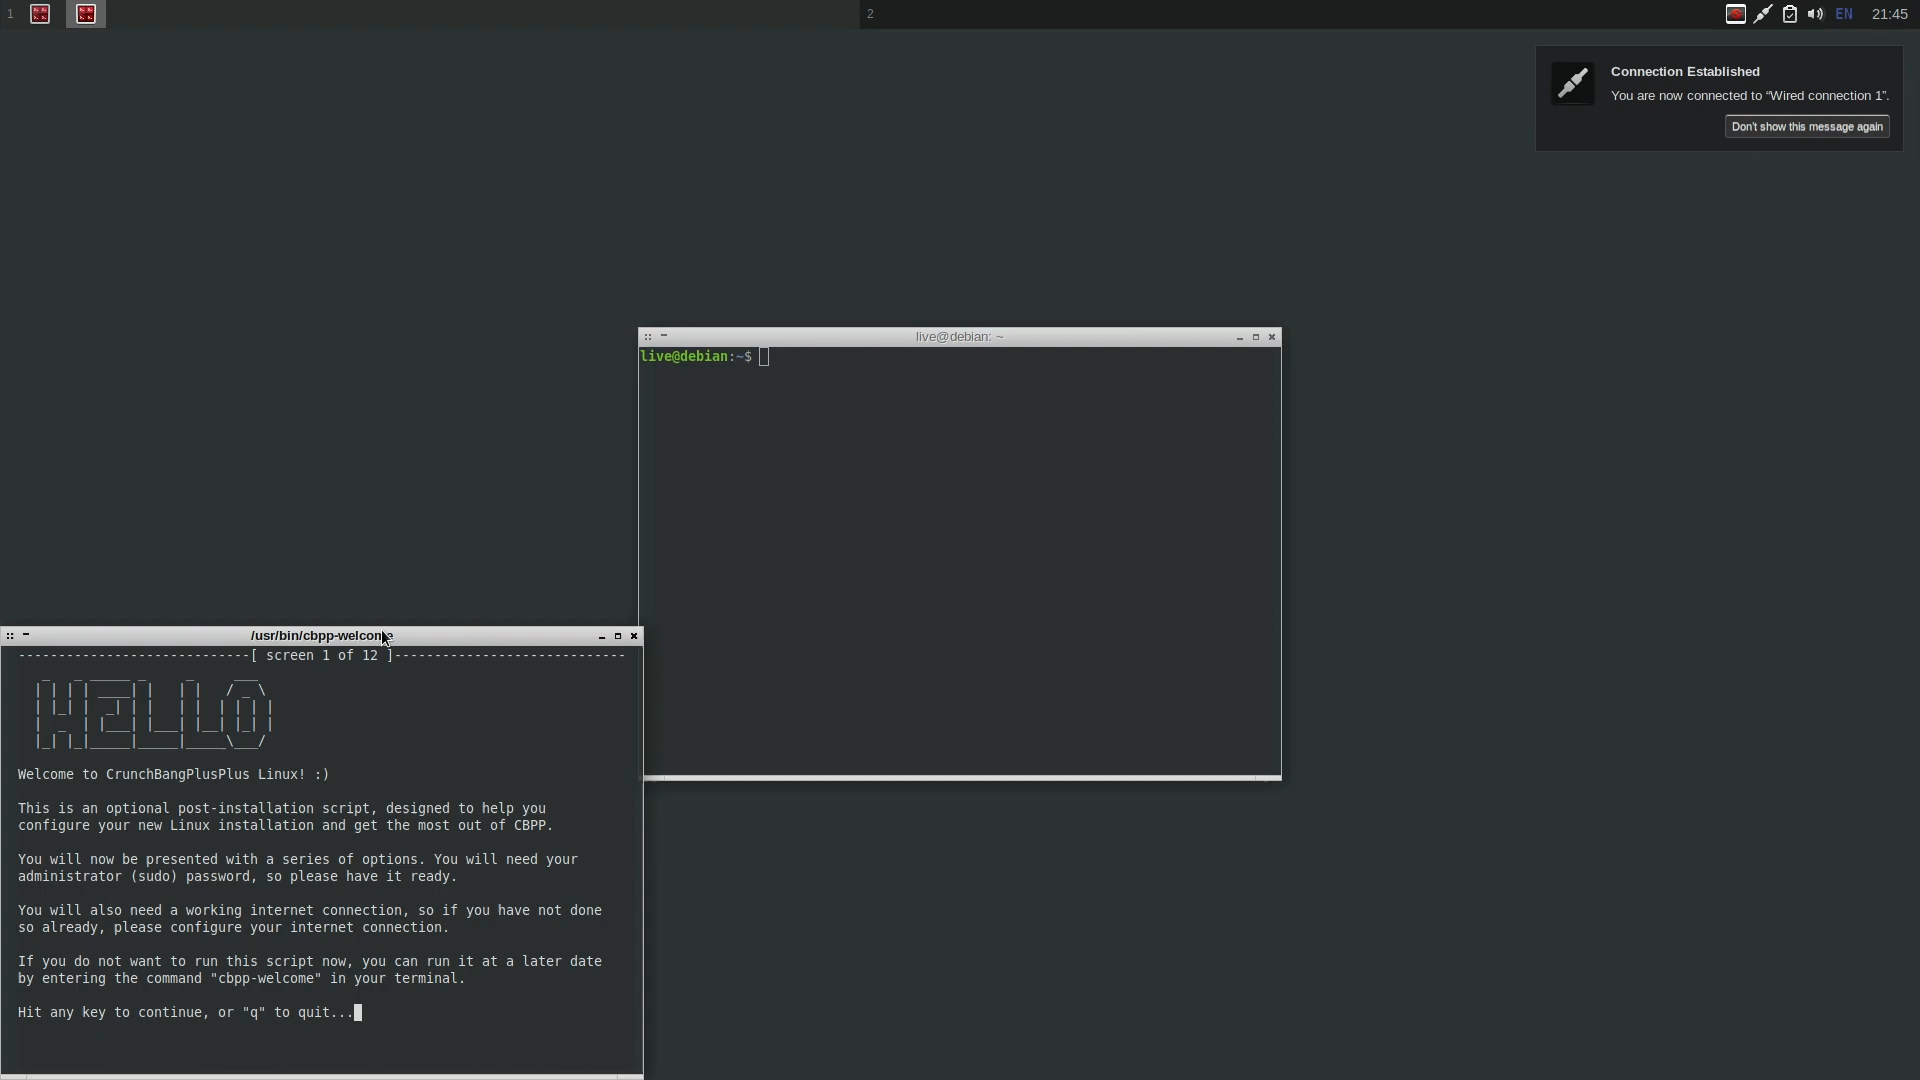 1
2
EN 21:45
Connection Established
You are now connected to “Wired connection 1”.
Don't show this message again
live@debian: ~
live@debian:~$
/usr/bin/cbpp-welcome
----------------------------[ screen 1 of 12 ]-----------------------------
HELLO
Welcome to CrunchBangPlusPlus Linux! :)
This is an optional post-installation script, designed to help you
configure your new Linux installation and get the most out of CBPP.
You will now be presented with a series of options. You will need your
administrator (sudo) password, so please have it ready.
You will also need a working internet connection, so if you have not done
so already, please configure your internet connection.
If you do not want to run this script now, you can run it at a later date
by entering the command "cbpp-welcome" in your terminal.
Hit any key to continue, or "q" to quit...